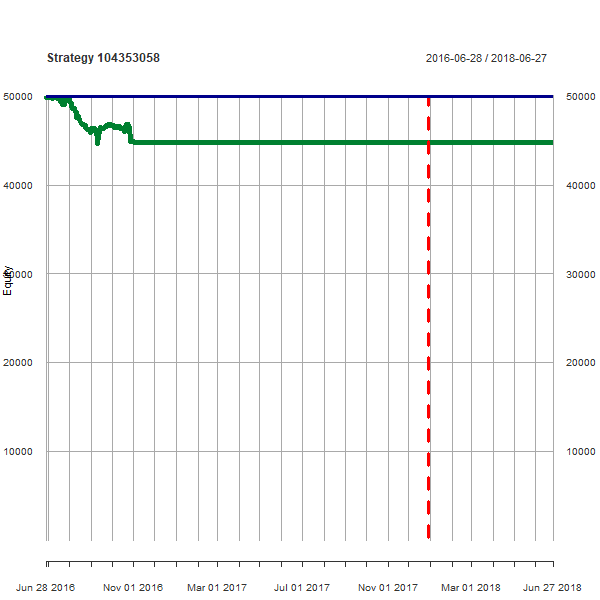 Strategy 104353058
2016-06-28 / 2018-06-27
50000 50000
40000 40000
Equity
30000 30000
20000 20000
10000 10000
Jun 28 2016 Nov 01 2016 Mar 01 2017 Jul 01 2017 Nov 01 2017 Mar 01 2018 Jun 27 2018